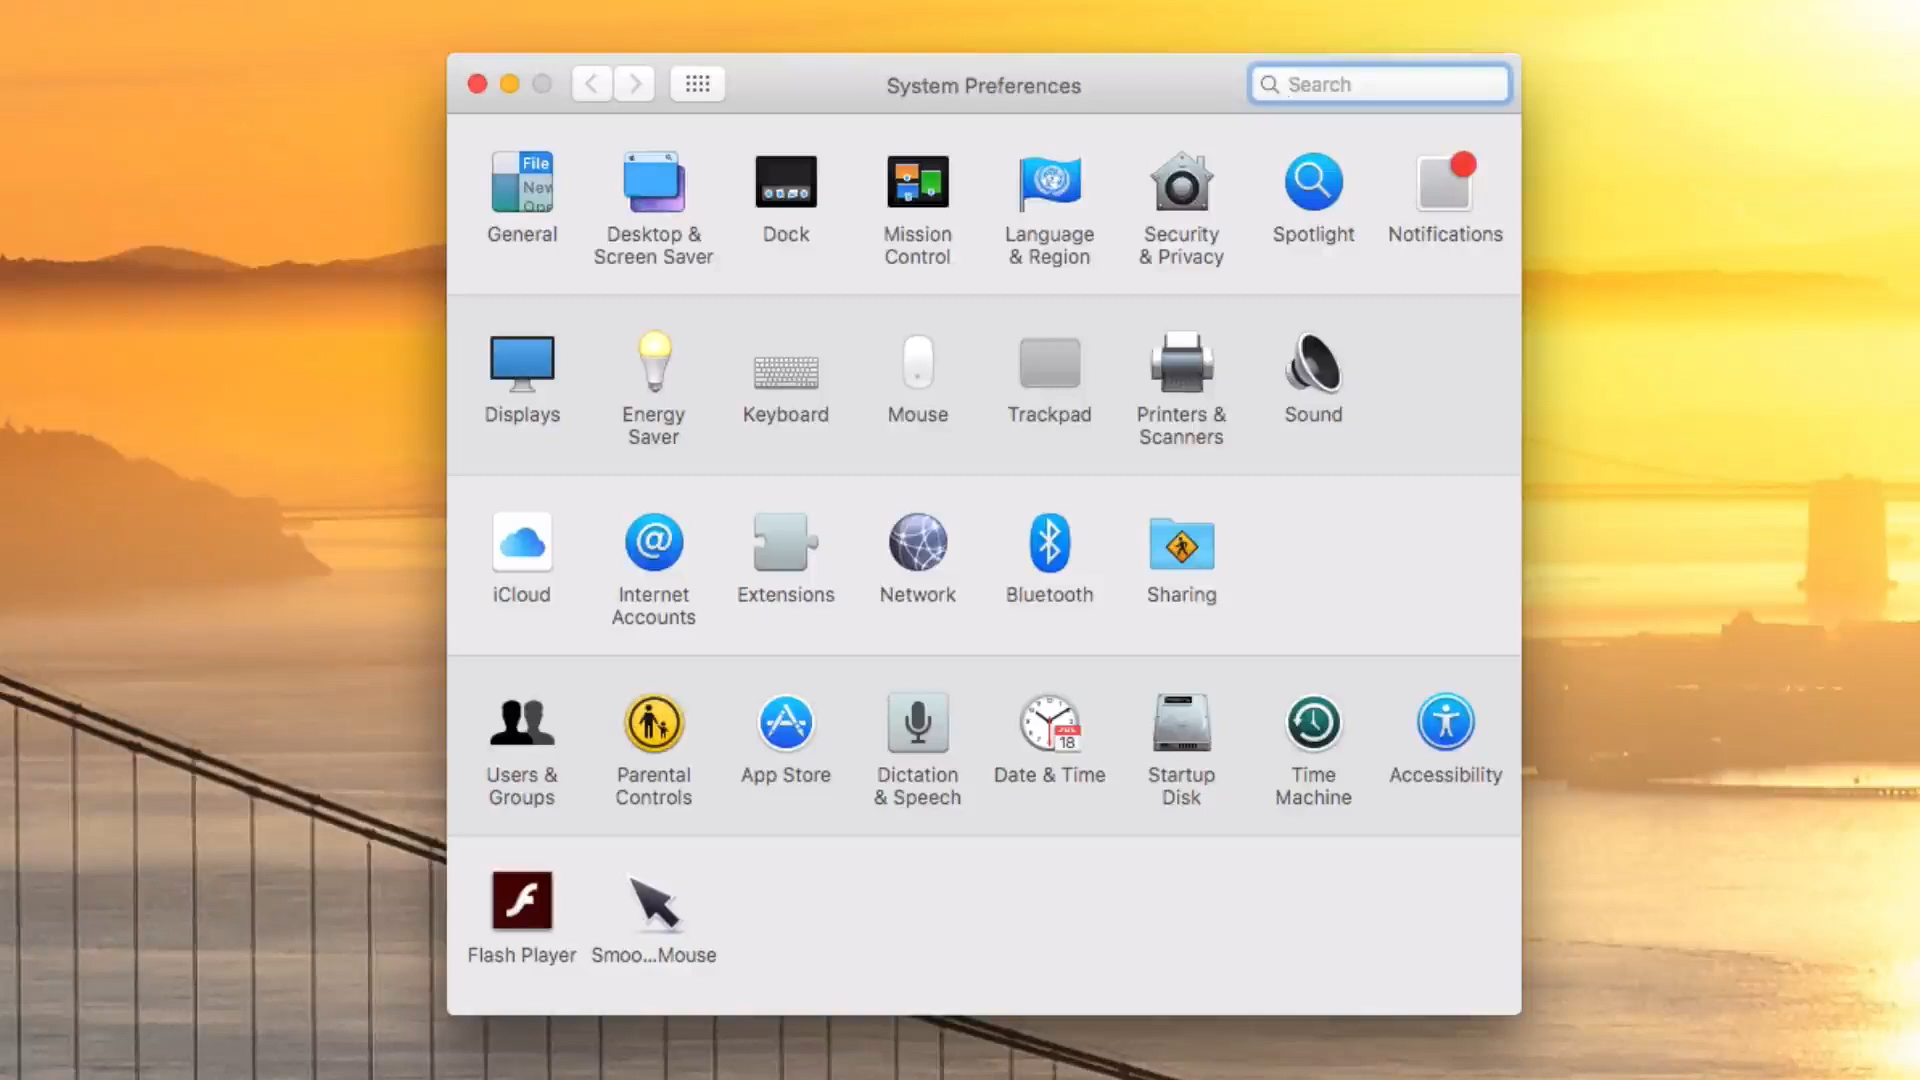 System Preferences
Search
File
New
Ope
General
Desktop &
Screen Saver
Dock
Mission
Control
Language
& Region
Security
& Privacy
Spotlight
Notifications
Displays
Energy
Saver
Keyboard
Mouse
Trackpad
Printers &
Scanners
Sound
iCloud
@
Internet
Accounts
Extensions
Network
Bluetooth
Sharing
JUL
18
Users &
Groups
Parental
Controls
App Store
Dictation
& Speech
Date & Time
Startup
Disk
Time
Machine
Accessibility
Flash Player
Smoo...Mouse